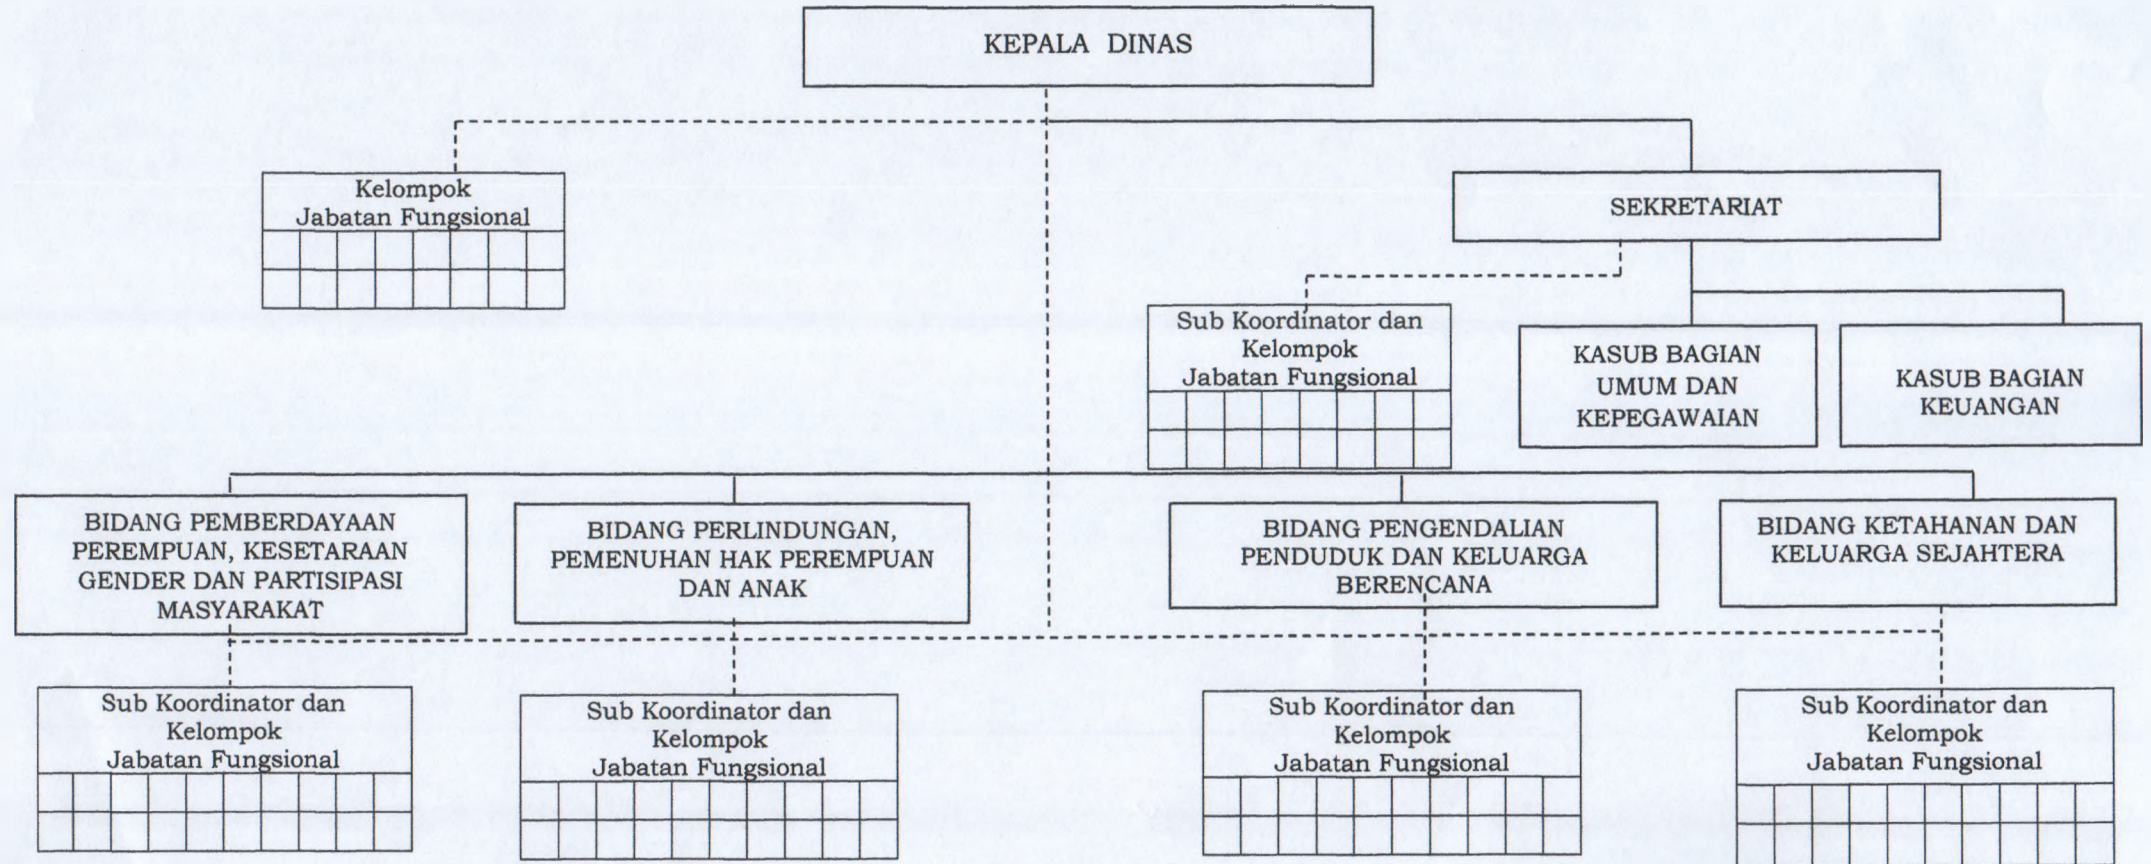 KEPALA DINAS
Kelompok
Jabatan Fungsional
SEKRETARIAT
Sub Koordinator dan
Kelompok
Jabatan Fungsional
KASUB BAGIAN
UMUM DAN
KEPEGAWAIAN
KASUB BAGIAN
KEUANGAN
BIDANG PEMBERDAYAAN
PEREMPUAN, KESETARAAN
GENDER DAN PARTISIPASI
MASYARAKAT
BIDANG PERLINDUNGAN,
PEMENUHAN HAK PEREMPUAN
DAN ANAK
BIDANG PENGENDALIAN
PENDUDUK DAN KELUARGA
BERENCANA
BIDANG KETAHANAN DAN
KELUARGA SEJAHTERA
Sub Koordinator dan
Kelompok
Jabatan Fungsional
Sub Koordinator dan
Kelompok
Jabatan Fungsional
Sub Koordinator dan
Kelompok
Jabatan Fungsional
Sub Koordinator dan
Kelompok
Jabatan Fungsional